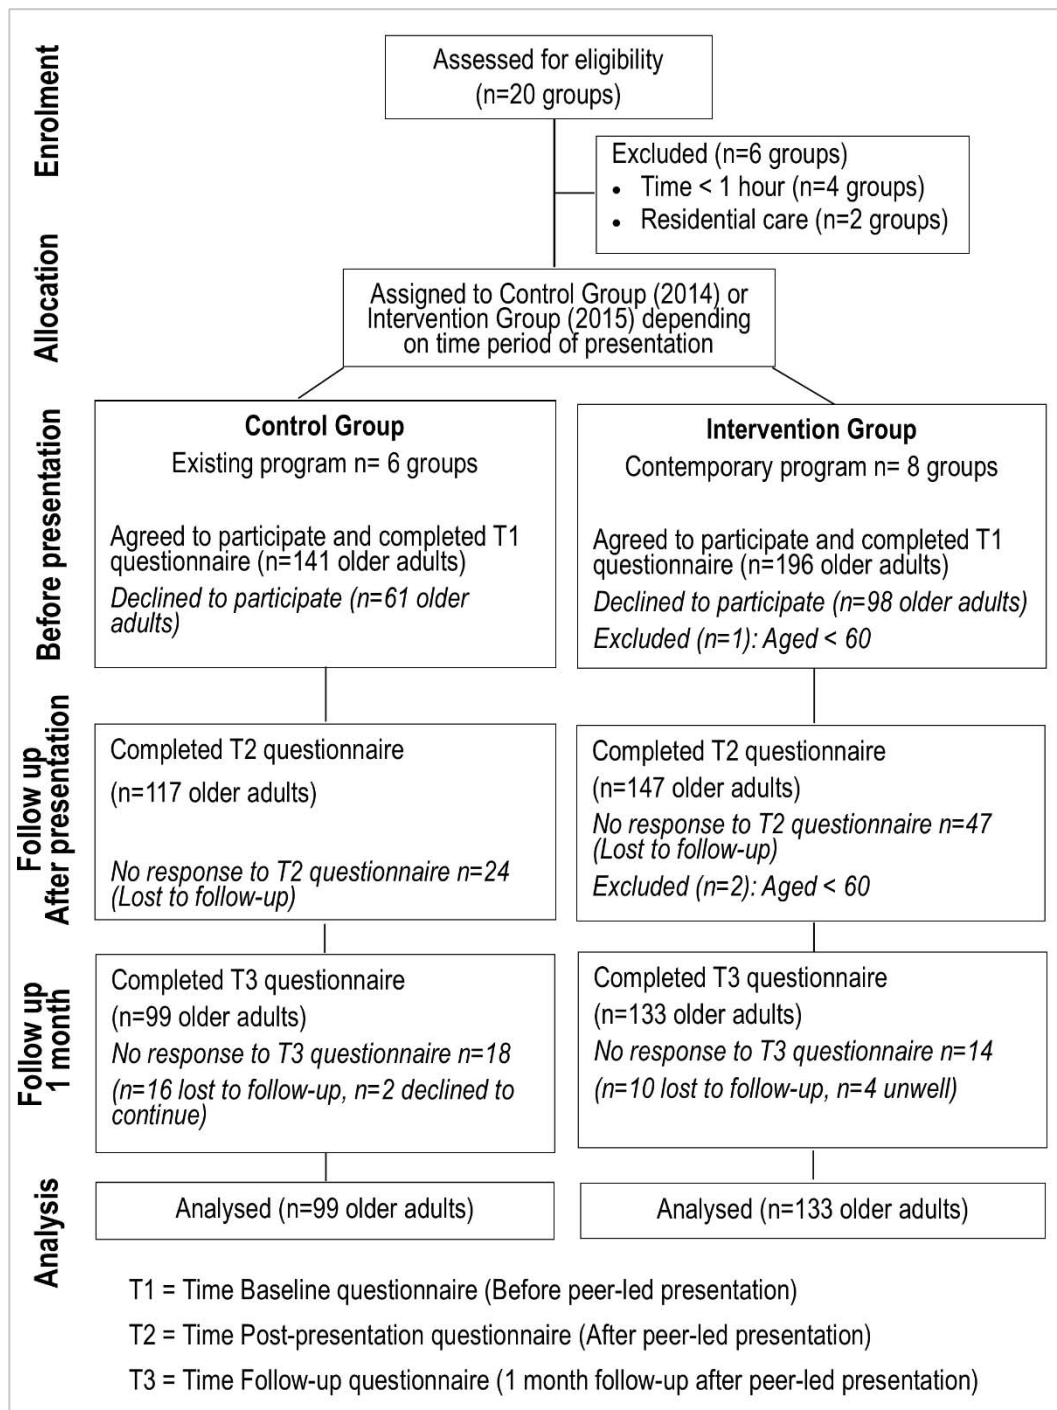 Enrolment
Assessed for eligibility
(n=20 groups)
Excluded (n=6 groups)
• Time < 1 hour (n=4 groups)
• Residential care (n=2 groups)
Allocation
Assigned to Control Group (2014) or
Intervention Group (2015) depending
on time period of presentation
Before presentation
Control Group
Existing program n= 6 groups
Agreed to participate and completed T1
questionnaire (n=141 older adults)
Declined to participate (n=61 older
adults)
Intervention Group
Contemporary program n= 8 groups
Agreed to participate and completed T1
questionnaire (n=196 older adults)
Declined to participate (n=98 older adults)
Excluded (n=1): Aged < 60
Follow up
After presentation
Completed T2 questionnaire
(n=117 older adults)
No response to T2 questionnaire n=24
(Lost to follow-up)
Completed T2 questionnaire
(n=147 older adults)
No response to T2 questionnaire n=47
(Lost to follow-up)
Excluded (n=2): Aged < 60
Follow up
1 month
Completed T3 questionnaire
(n=99 older adults)
No response to T3 questionnaire n=18
(n=16 lost to follow-up, n=2 declined to
continue)
Completed T3 questionnaire
(n=133 older adults)
No response to T3 questionnaire n=14
(n=10 lost to follow-up, n=4 unwell)
Analysis
Analysed (n=99 older adults)
Analysed (n=133 older adults)
T1 = Time Baseline questionnaire (Before peer-led presentation)
T2 = Time Post-presentation questionnaire (After peer-led presentation)
T3 = Time Follow-up questionnaire (1 month follow-up after peer-led presentation)